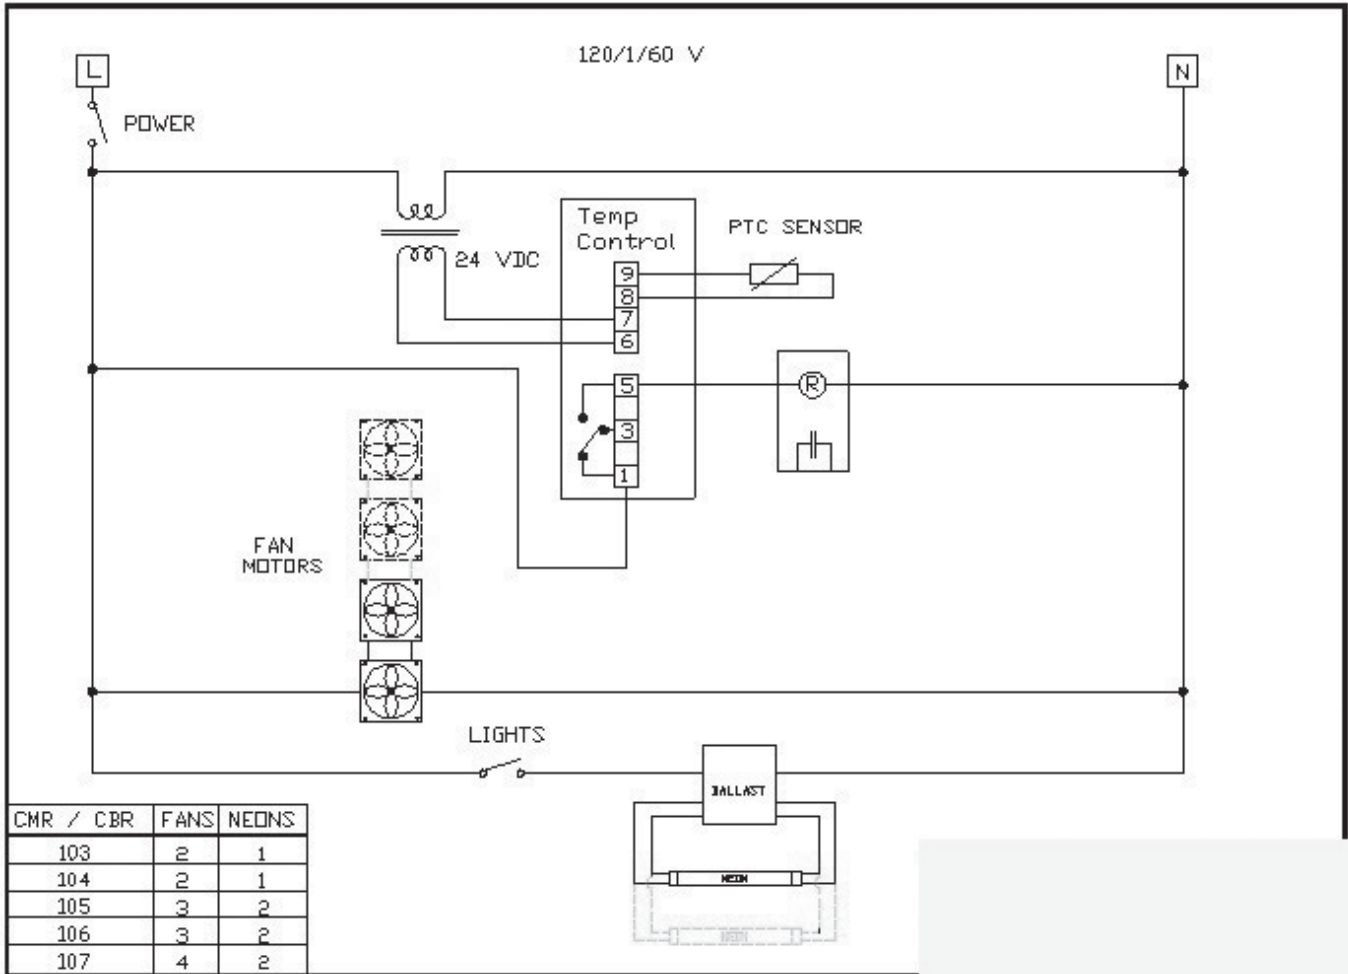 120/1/60 V
L
N
POWER
Temp
Control
PTC SENSOR
24 VDC
9
8
7
6
5
R
3
1
FAN
MOTORS
LIGHTS
BALLAST
CMR / CBR FANS NEONS
103 2 1
104 2 1
105 3 2
106 3 2
107 4 2
NEON
NEON